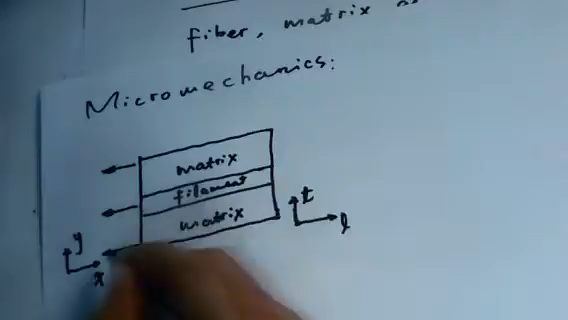 fiber, matrix
Micromechanics:
matrix
filament
matrix
t
l
y
x